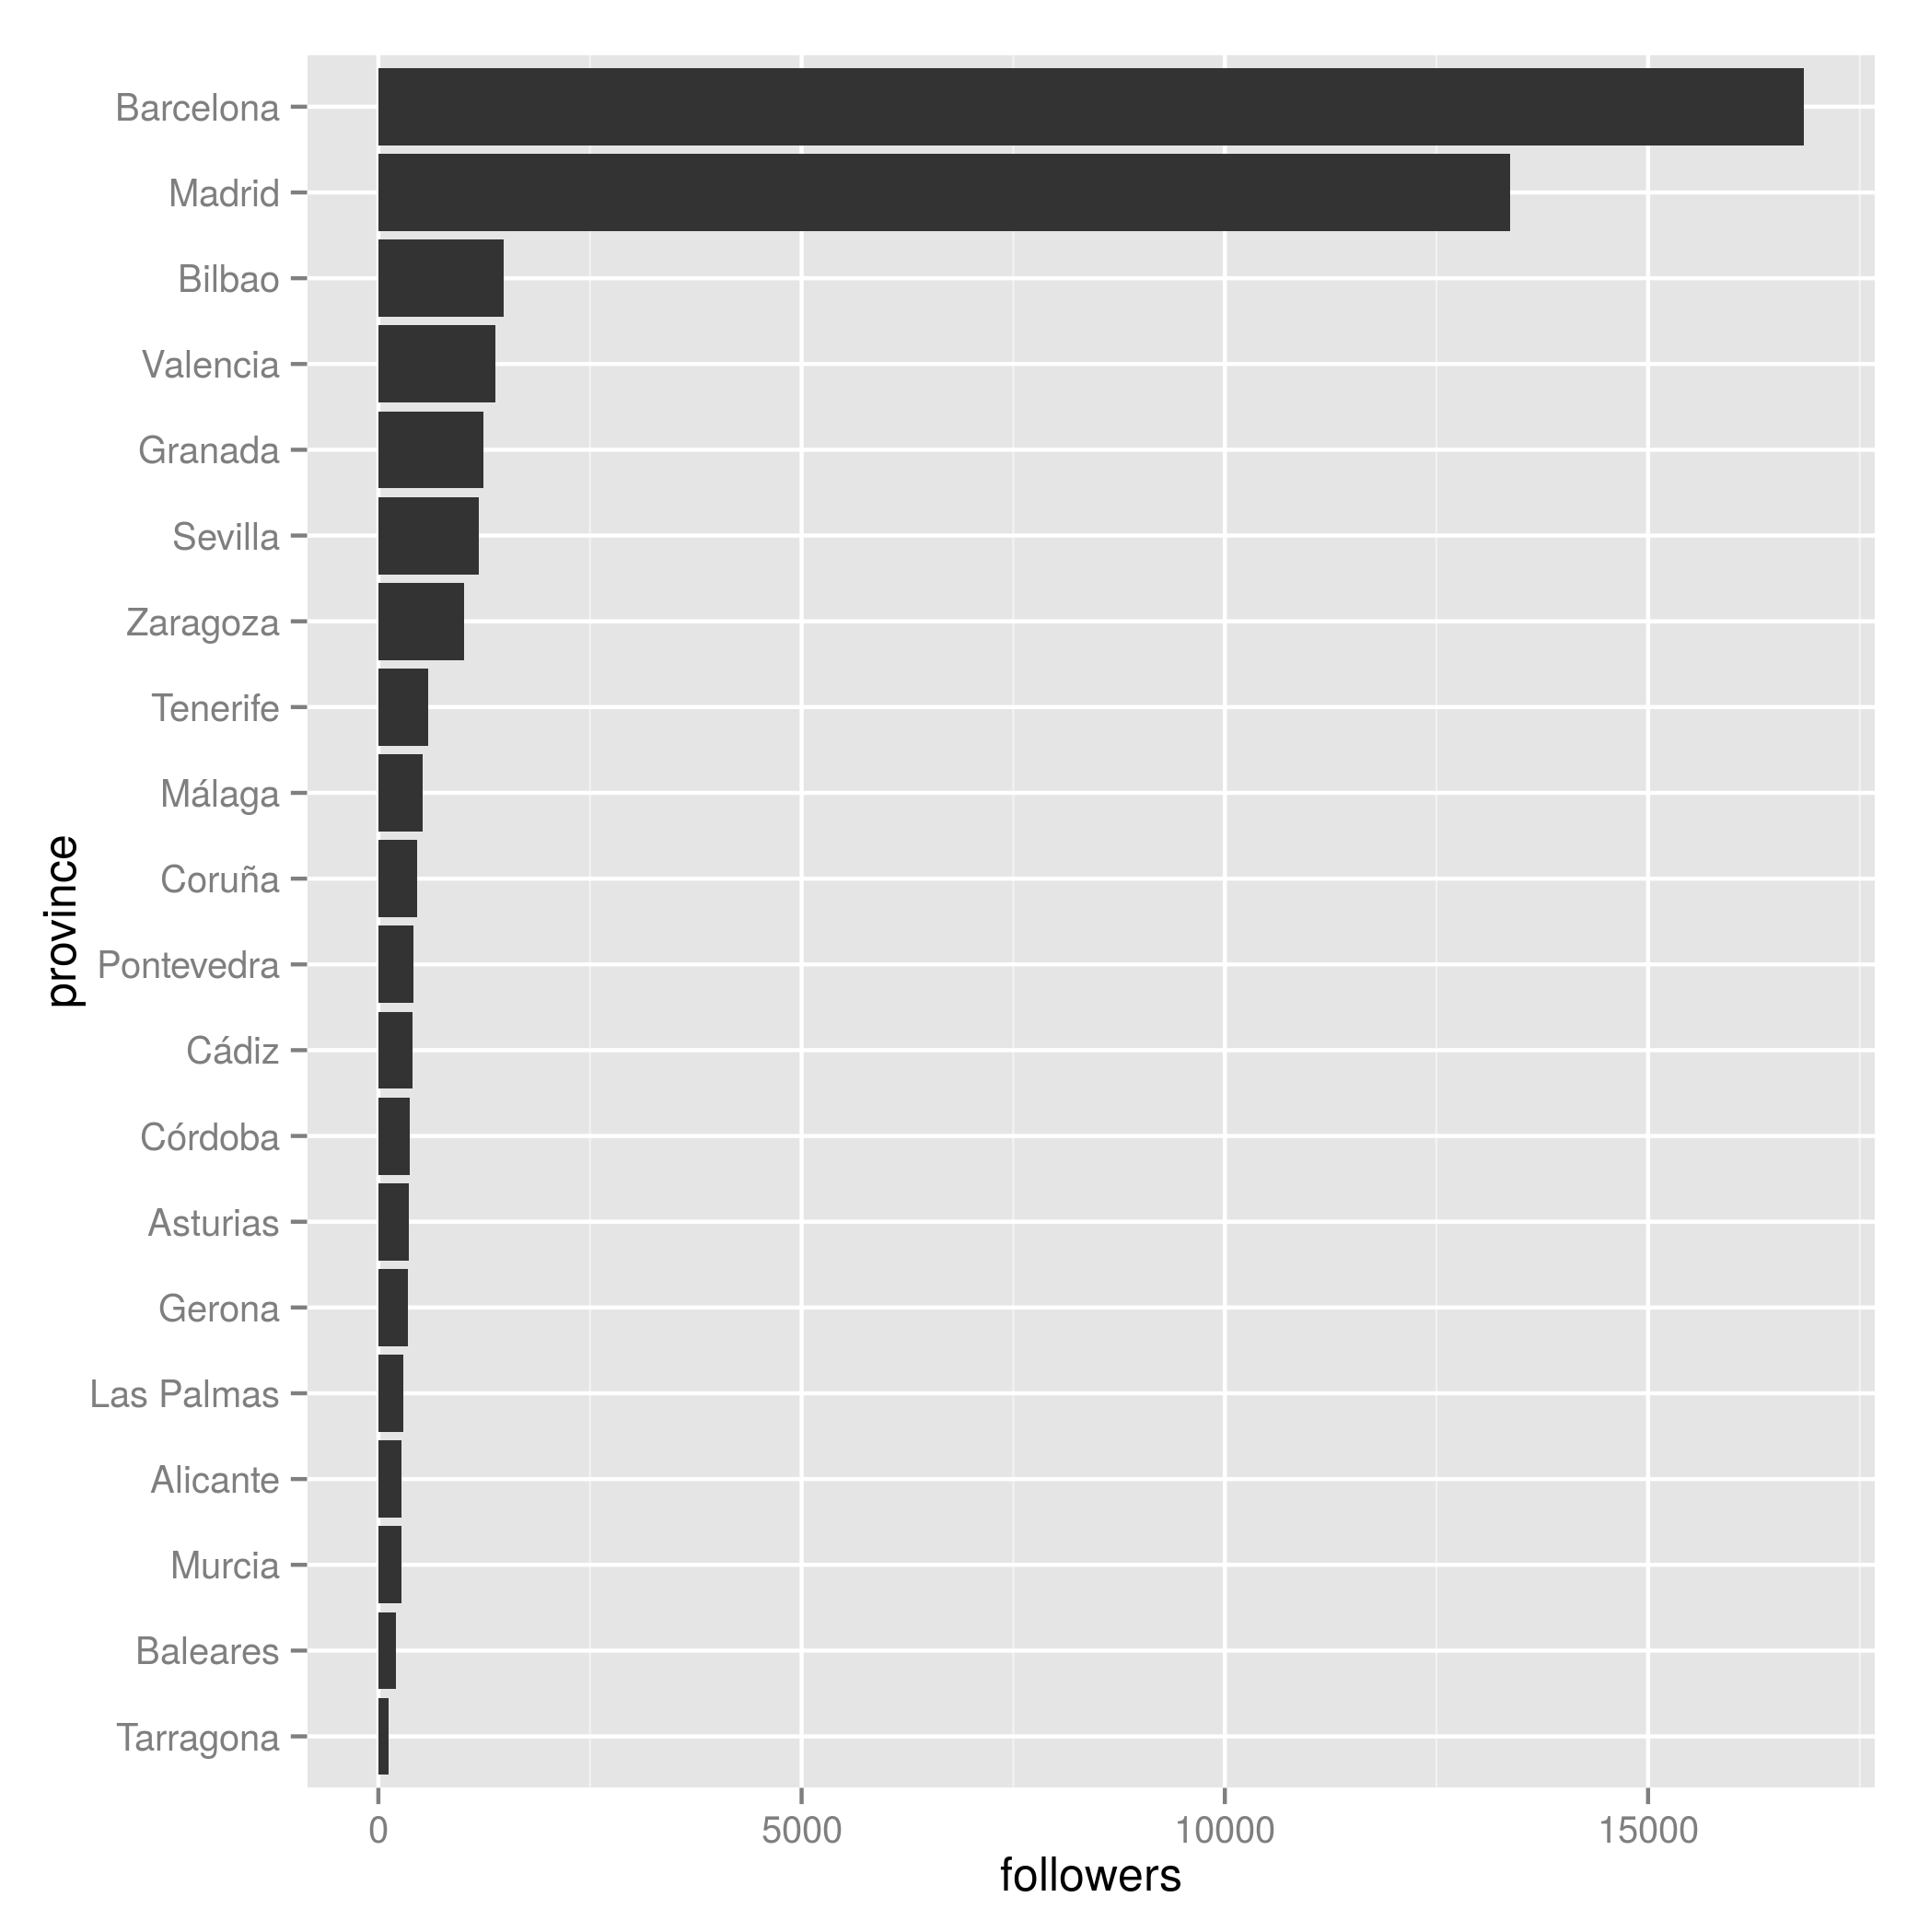 Barcelona
Madrid
Bilbao
Valencia
Granada
Sevilla
Zaragoza
Tenerife
Málaga
Coruña
Pontevedra
Cádiz
Córdoba
Asturias
Gerona
Las Palmas
Alicante
Murcia
Baleares
Tarragona
province
0 5000 10000 15000
followers